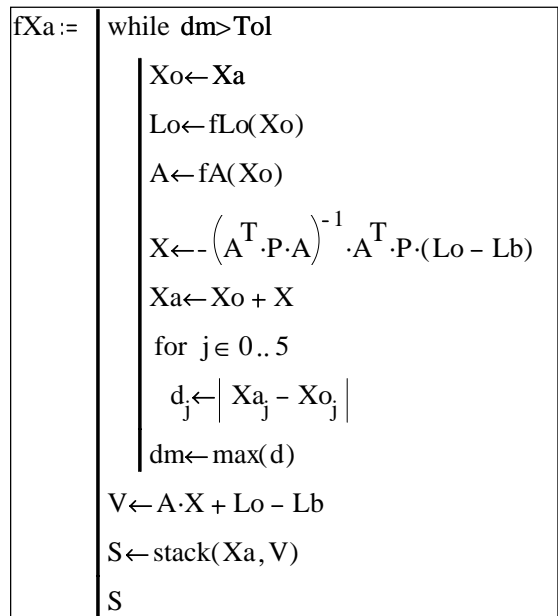 fXa := while dm>Tol
Xo←Xa
Lo←fLo(Xo)
A←fA(Xo)
X←-(A^T·P·A)^-1·A^T·P·(Lo – Lb)
Xa←Xo + X
for j∈0..5
d_j←|Xa_j – Xo_j|
dm←max(d)
V←A·X + Lo – Lb
S←stack(Xa,V)
S